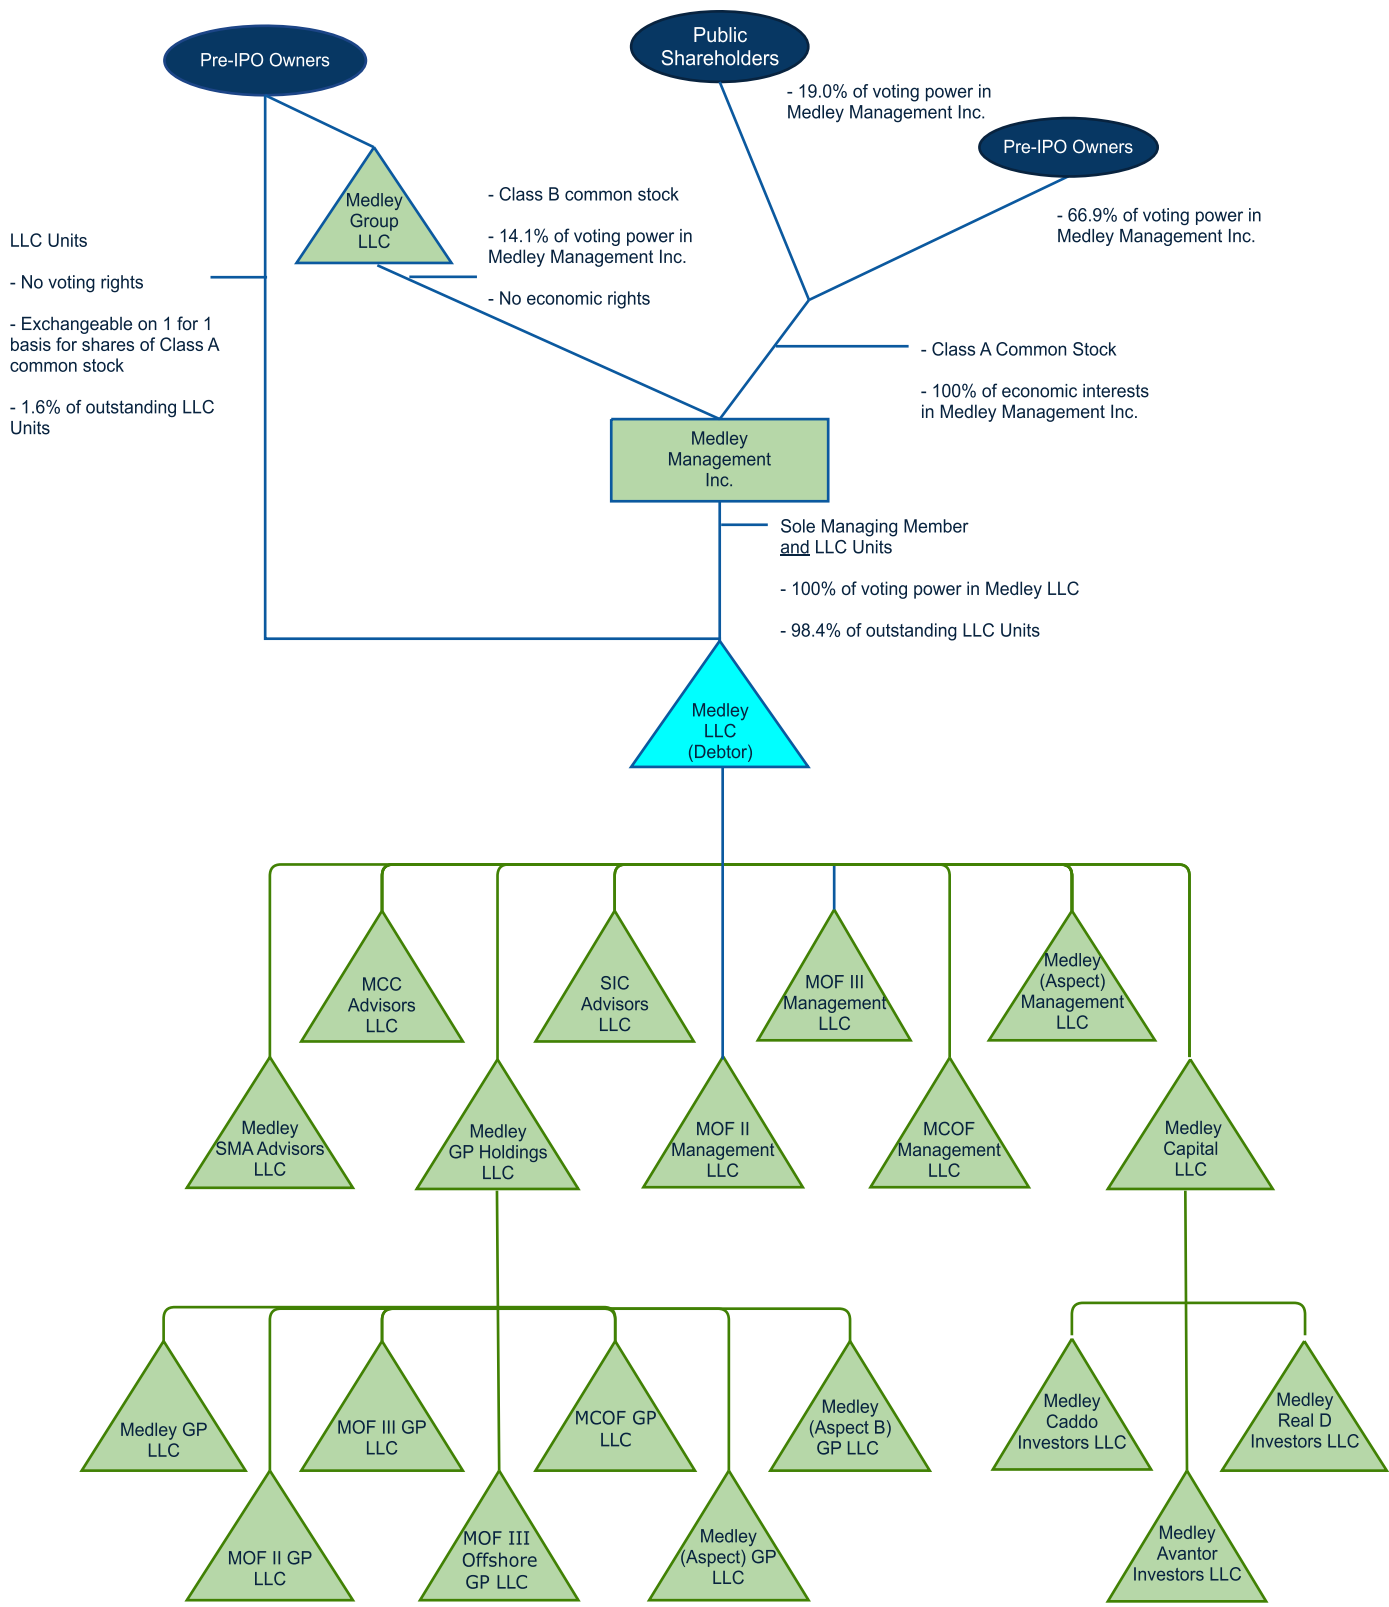 Pre-IPO Owners
Public
Shareholders
- 19.0% of voting power in
Medley Management Inc.
Pre-IPO Owners
- 66.9% of voting power in
Medley Management Inc.
Medley
Group
LLC
- Class B common stock
- 14.1% of voting power in
Medley Management Inc.
- No economic rights
LLC Units
- No voting rights
- Exchangeable on 1 for 1
basis for shares of Class A
common stock
- 1.6% of outstanding LLC
Units
- Class A Common Stock
- 100% of economic interests
in Medley Management Inc.
Medley
Management
Inc.
Sole Managing Member
and LLC Units
- 100% of voting power in Medley LLC
- 98.4% of outstanding LLC Units
Medley
LLC
(Debtor)
MCC
Advisors
LLC
SIC
Advisors
LLC
MOF III
Management
LLC
Medley
(Aspect)
Management
LLC
Medley
SMA Advisors
LLC
Medley
GP Holdings
LLC
MOF II
Management
LLC
MCOF
Management
LLC
Medley
Capital
LLC
Medley GP
LLC
MOF III GP
LLC
MCOF GP
LLC
Medley
(Aspect B)
GP LLC
Medley
Caddo
Investors LLC
Medley
Real D
Investors LLC
MOF II GP
LLC
MOF III
Offshore
GP LLC
Medley
(Aspect) GP
LLC
Medley
Avantor
Investors LLC